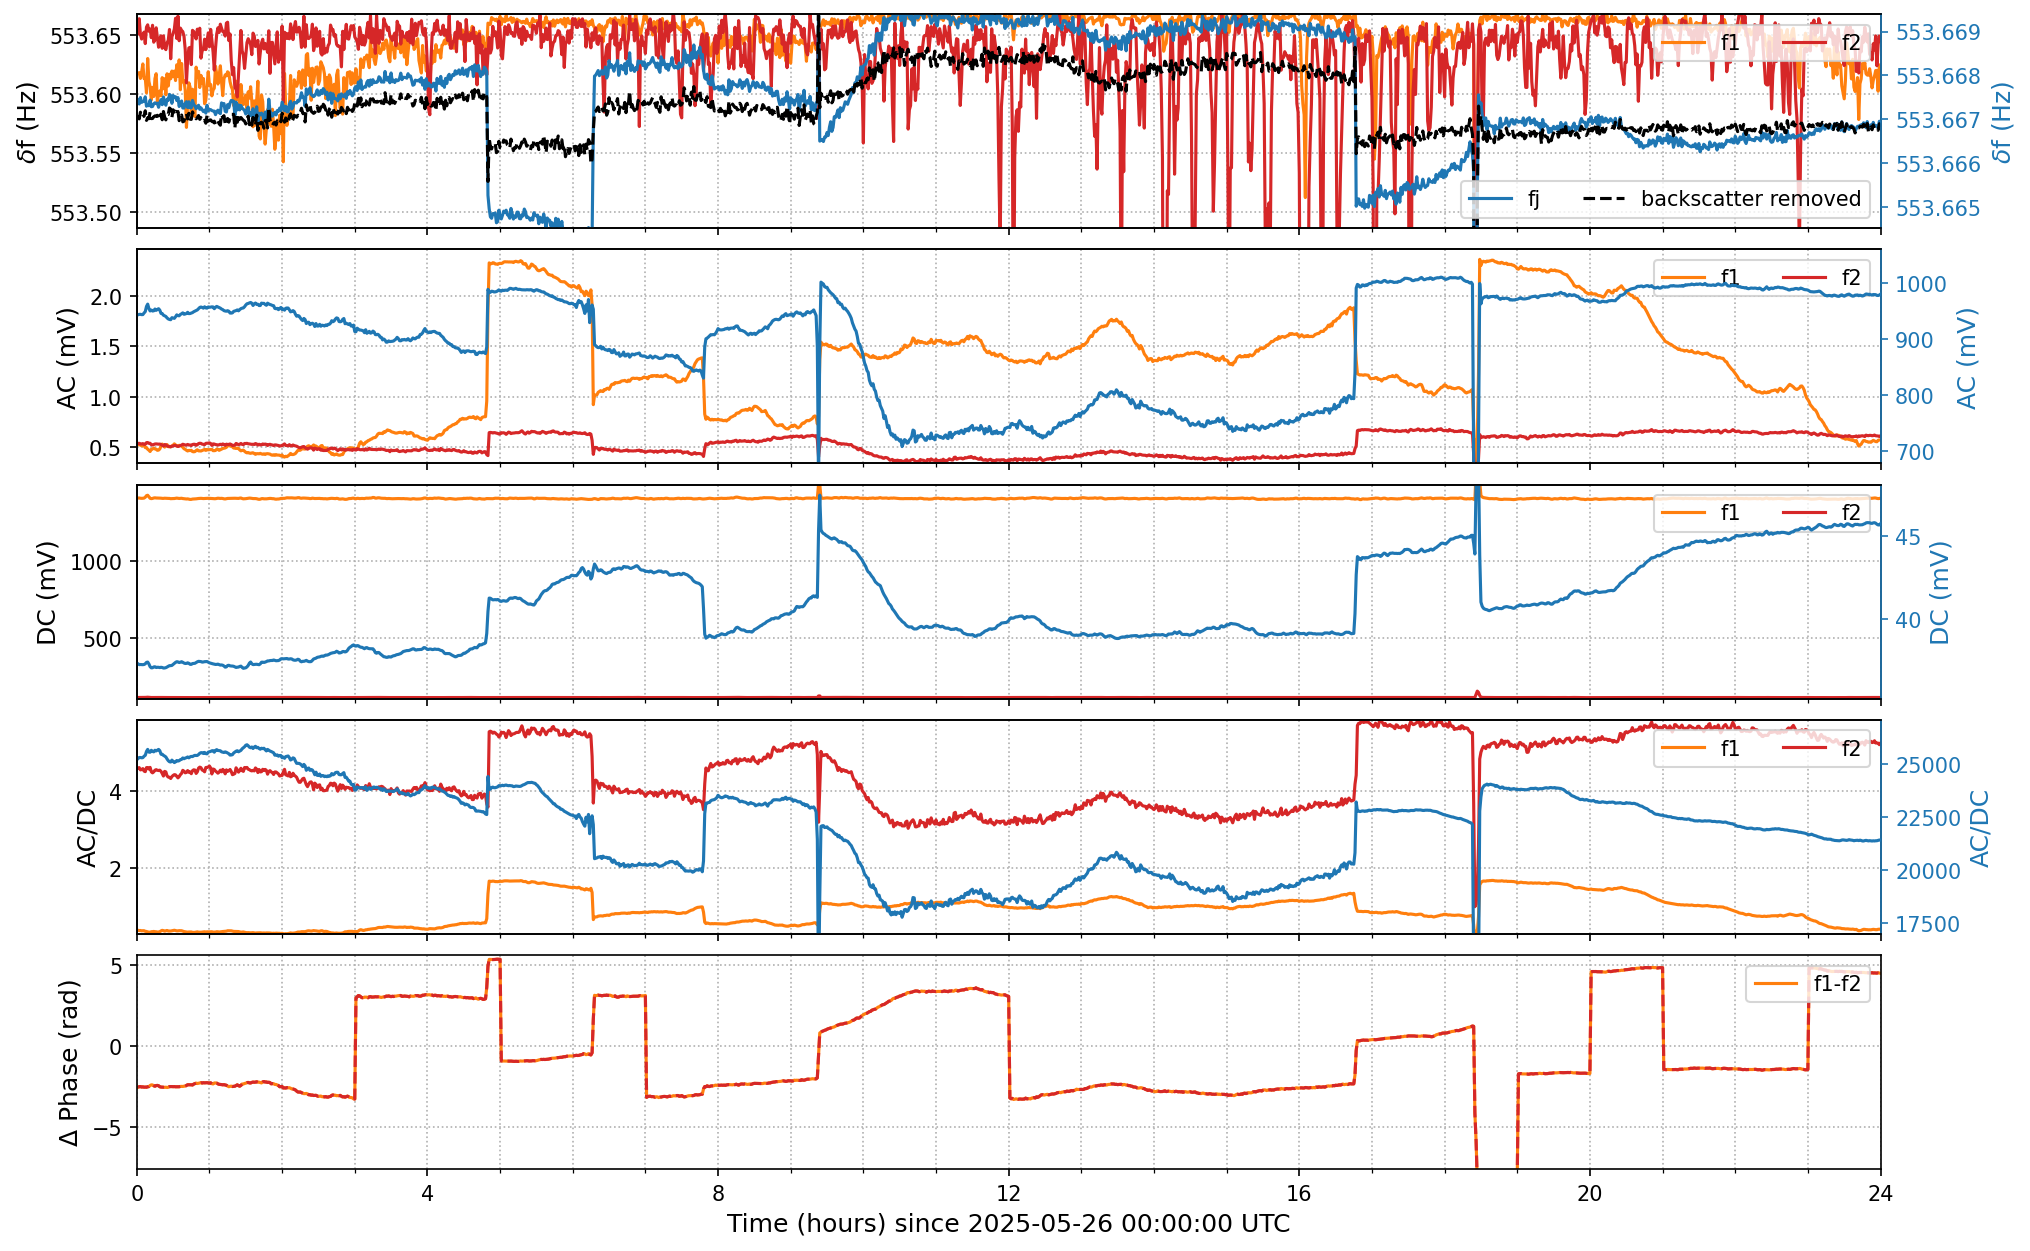 553.65
553.60
553.55
553.50
δf (Hz)
f1 f2
fj backscatter removed
553.669
553.668
553.667
553.666
553.665
δf (Hz)
2.0
1.5
1.0
0.5
AC (mV)
f1 f2
1000
900
800
700
AC (mV)
1000
500
DC (mV)
f1 f2
45
40
DC (mV)
4
2
AC/DC
f1 f2
25000
22500
20000
17500
AC/DC
5
0
−5
Δ Phase (rad)
f1-f2
0 4 8 12 16 20 24
Time (hours) since 2025-05-26 00:00:00 UTC